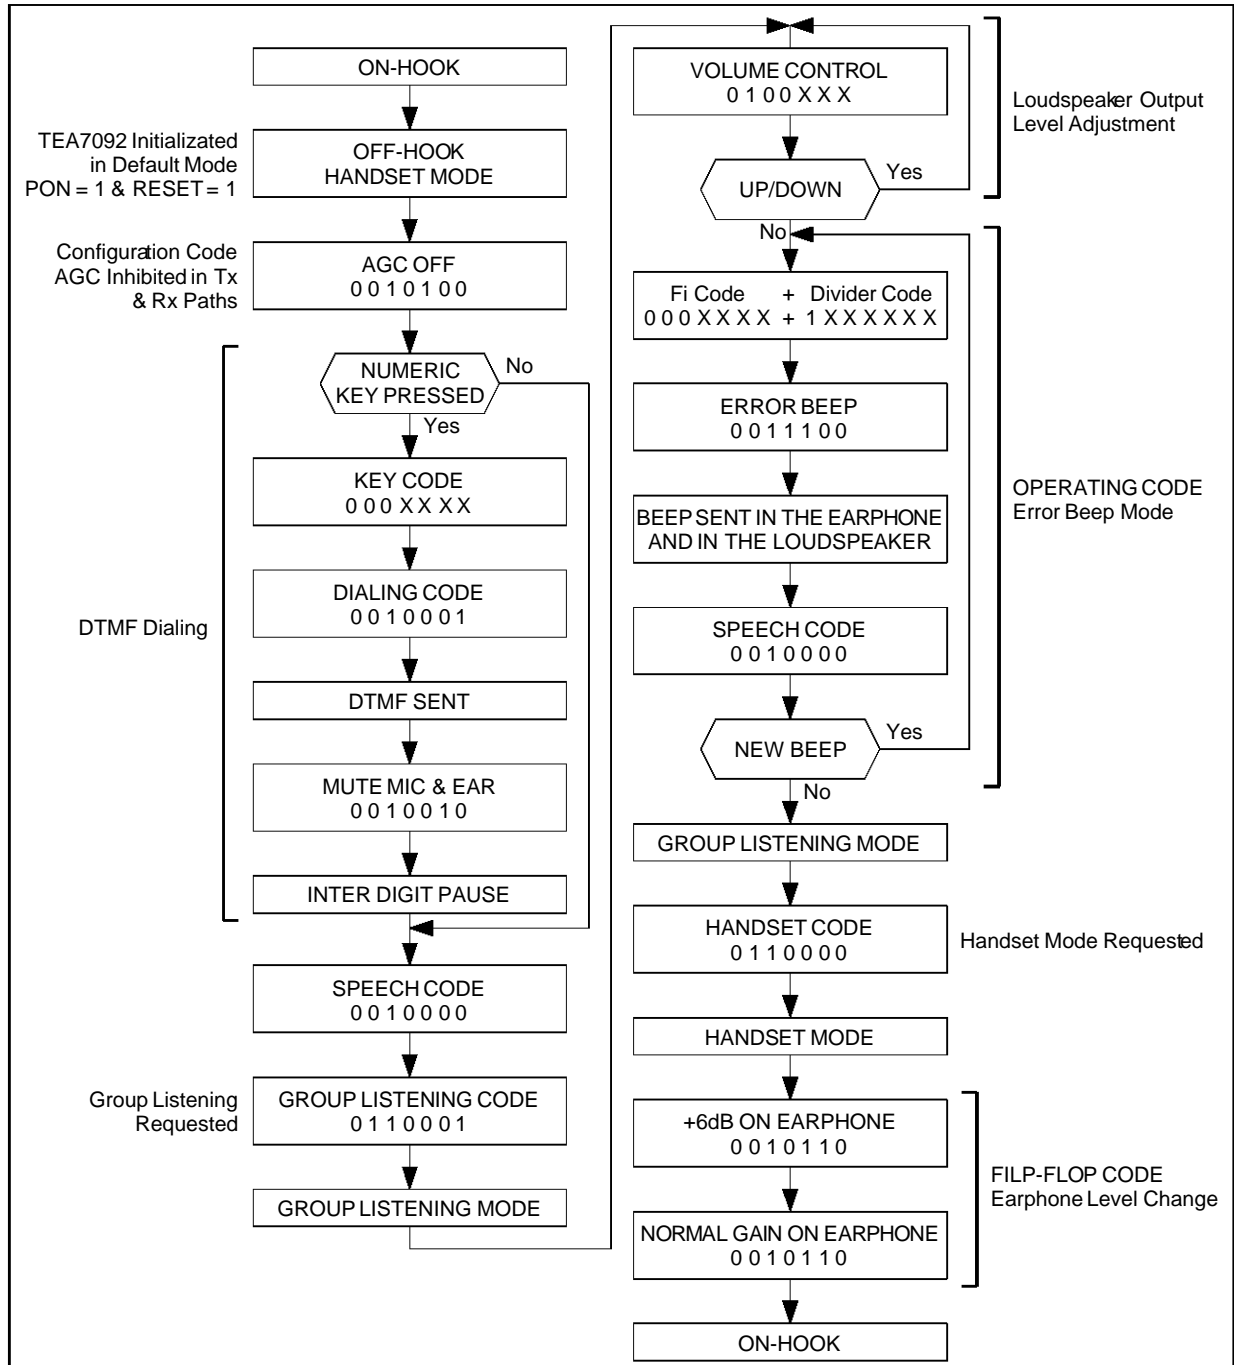 ON-HOOK
TEA7092 Initializated
in Default Mode
PON = 1 & RESET = 1
OFF-HOOK
HANDSET MODE
Configuration Code
AGC Inhibited in Tx
& Rx Paths
AGC OFF
0 0 1 0 1 0 0
NUMERIC
KEY PRESSED
No
Yes
KEY CODE
0 0 0 X X X X
DIALING CODE
0 0 1 0 0 0 1
DTMF Dialing
DTMF SENT
MUTE MIC & EAR
0 0 1 0 0 1 0
INTER DIGIT PAUSE
SPEECH CODE
0 0 1 0 0 0 0
Group Listening
Requested
GROUP LISTENING CODE
0 1 1 0 0 0 1
GROUP LISTENING MODE
VOLUME CONTROL
0 1 0 0 X X X
Loudspeaker Output
Level Adjustment
UP/DOWN
Yes
No
Fi Code + Divider Code
0 0 0 X X X X + 1 X X X X X X
ERROR BEEP
0 0 1 1 1 0 0
BEEP SENT IN THE EARPHONE
AND IN THE LOUDSPEAKER
OPERATING CODE
Error Beep Mode
SPEECH CODE
0 0 1 0 0 0 0
NEW BEEP
Yes
No
GROUP LISTENING MODE
HANDSET CODE
0 1 1 0 0 0 0
Handset Mode Requested
HANDSET MODE
+6dB ON EARPHONE
0 0 1 0 1 1 0
FILP-FLOP CODE
Earphone Level Change
NORMAL GAIN ON EARPHONE
0 0 1 0 1 1 0
ON-HOOK